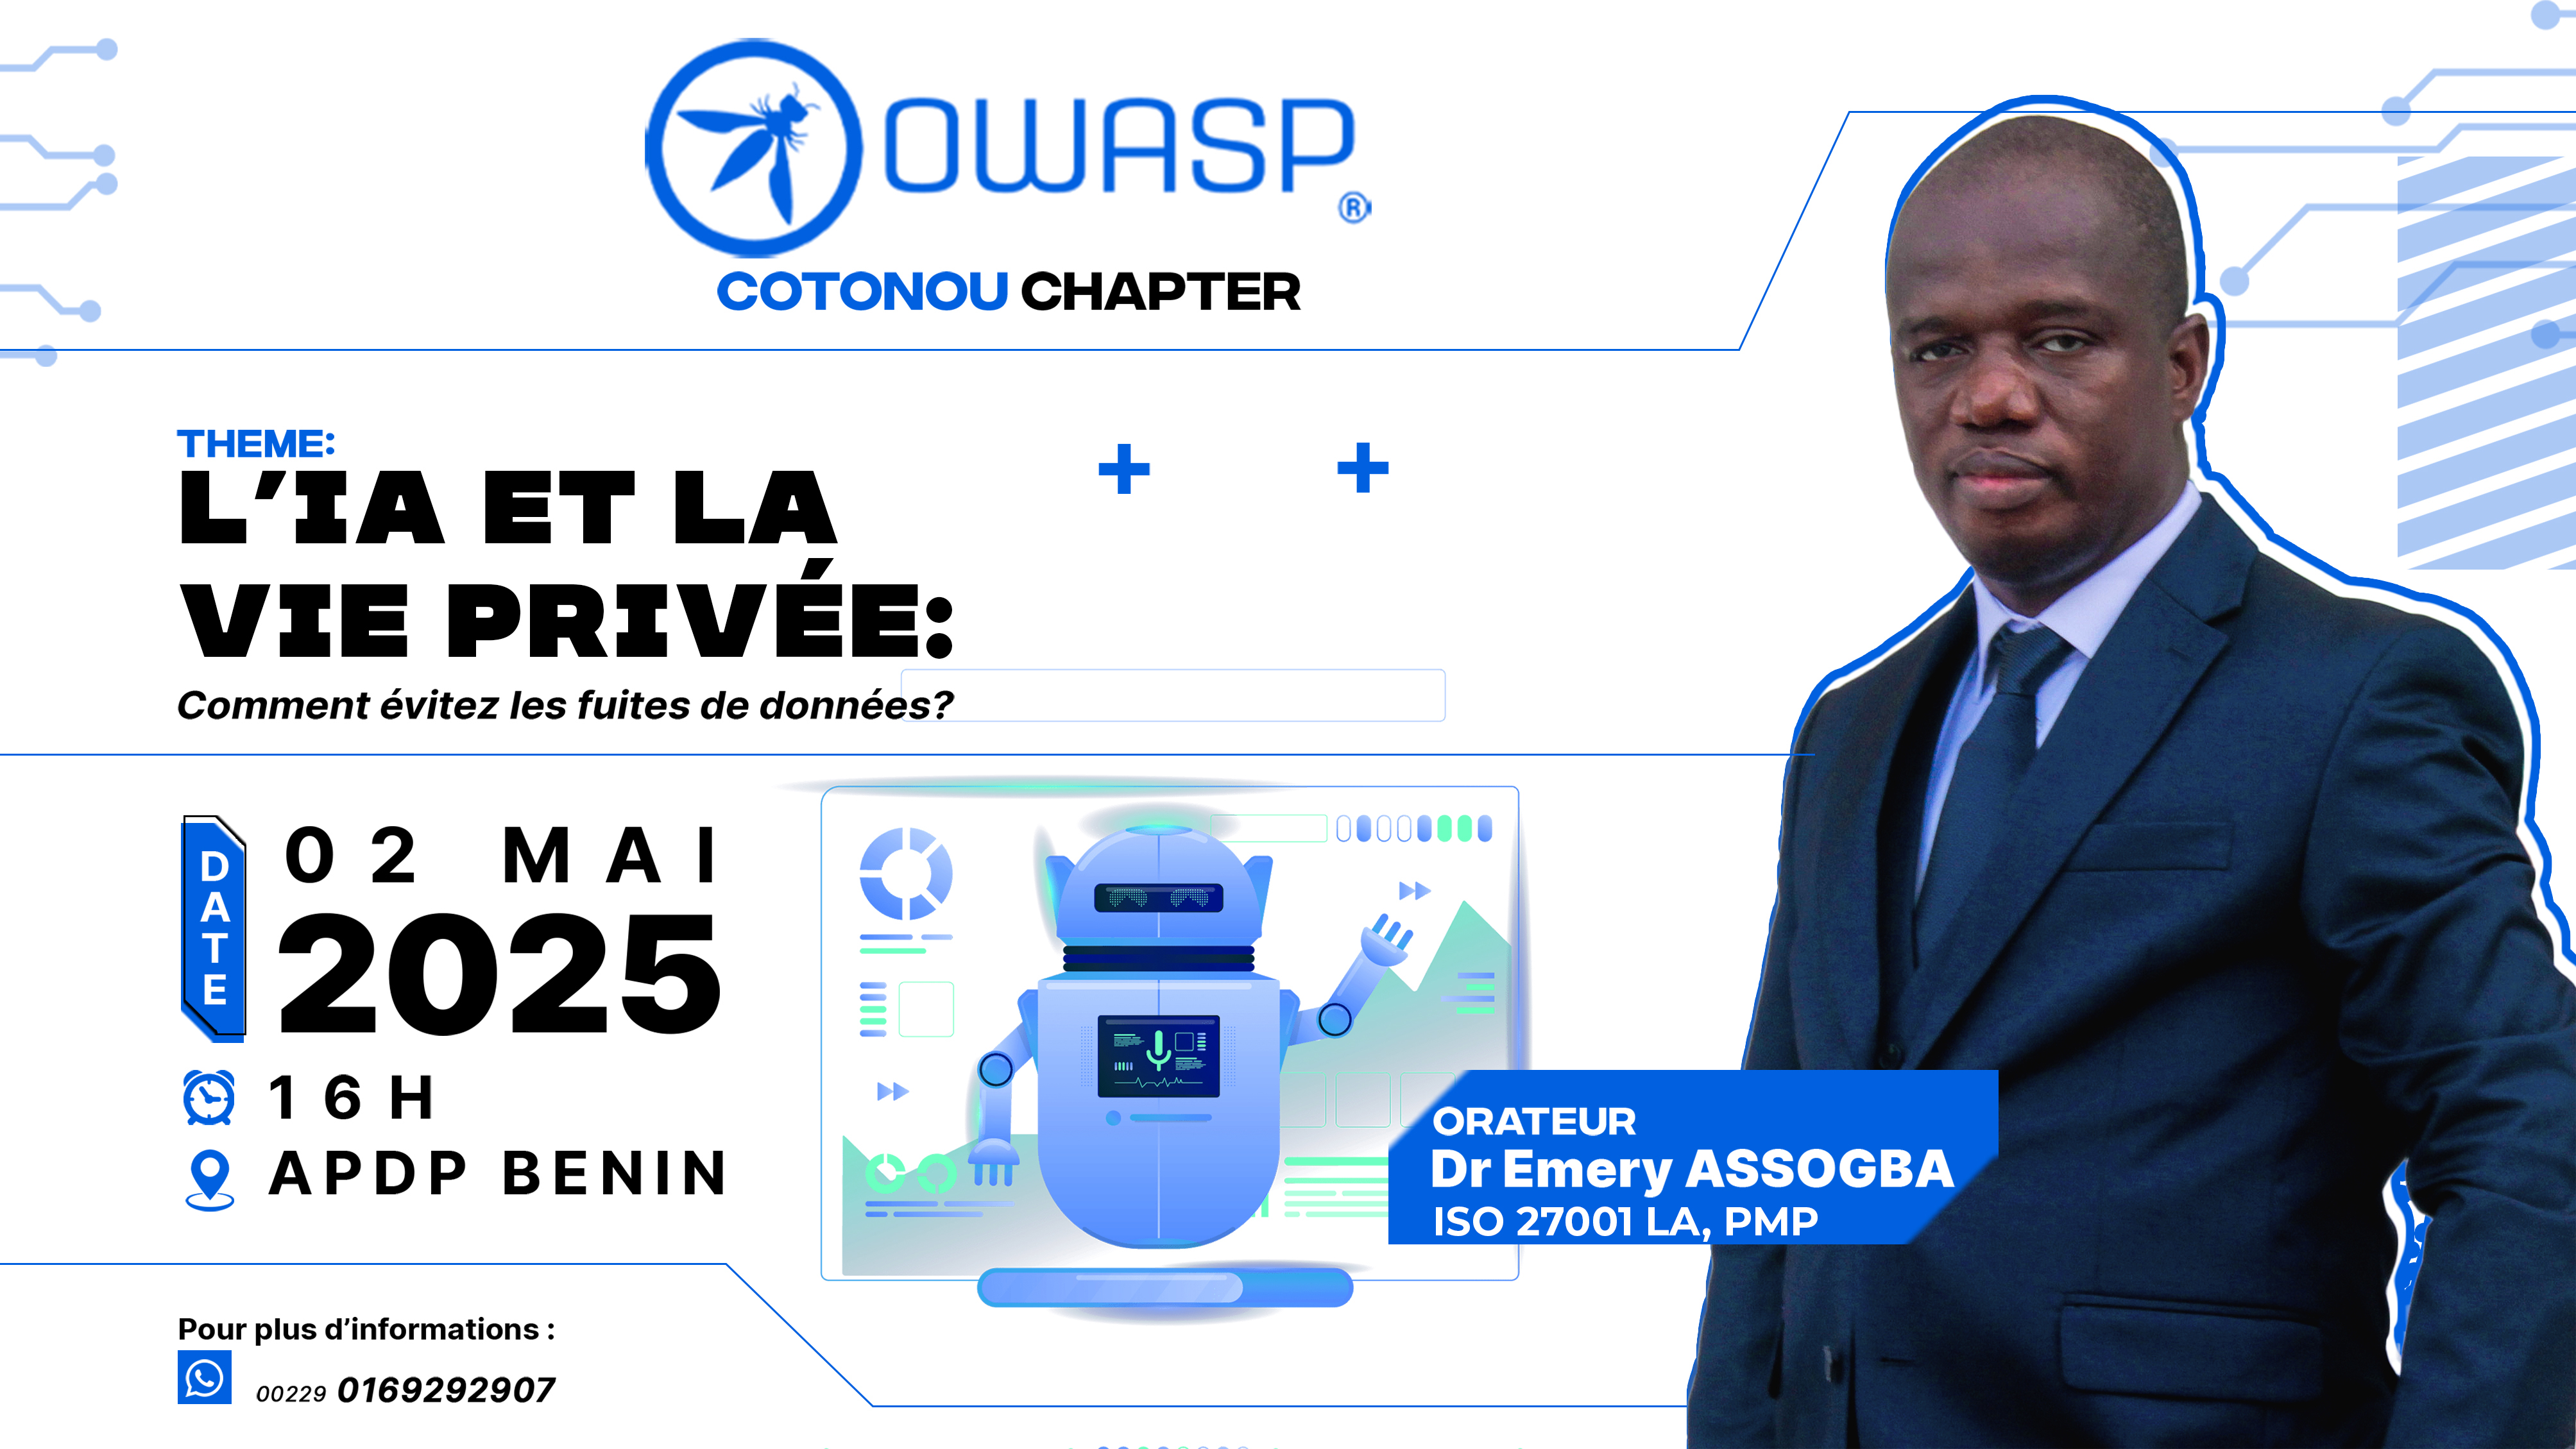 OWASP
®
COTONOU CHAPTER
THEME:
L’IA ET LA
VIE PRIVÉE:
Comment évitez les fuites de données?
DATE
02 MAI
2025
16H
APDP BENIN
ORATEUR
Dr Emery ASSOGBA
ISO 27001 LA, PMP
Pour plus d’informations :
00229 0169292907